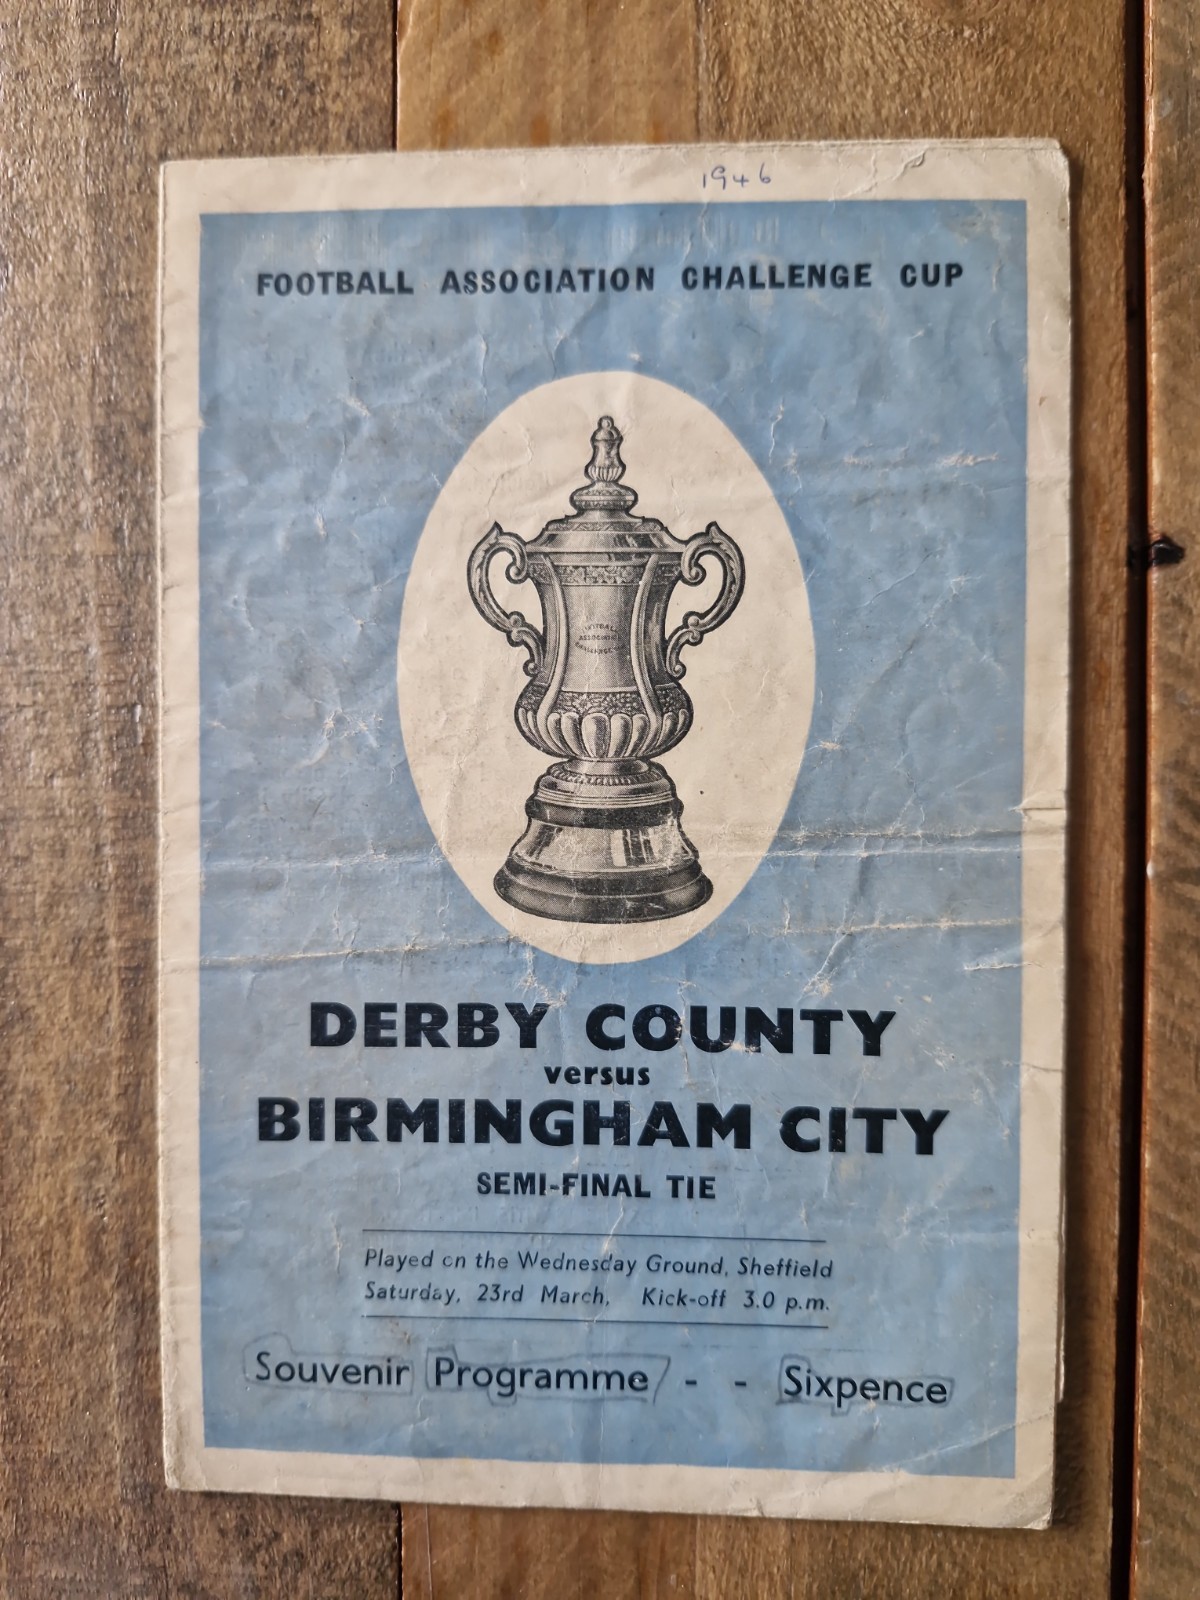 1946
FOOTBALL ASSOCIATION CHALLENGE CUP
ASSOCIATION
DERBY COUNTY
versus
BIRMINGHAM CITY
SEMI-FINAL TIE
Played on the Wednesday Ground, Sheffield
Saturday, 23rd March, Kick-off 3.0 p.m.
Souvenir Programme - - Sixpence